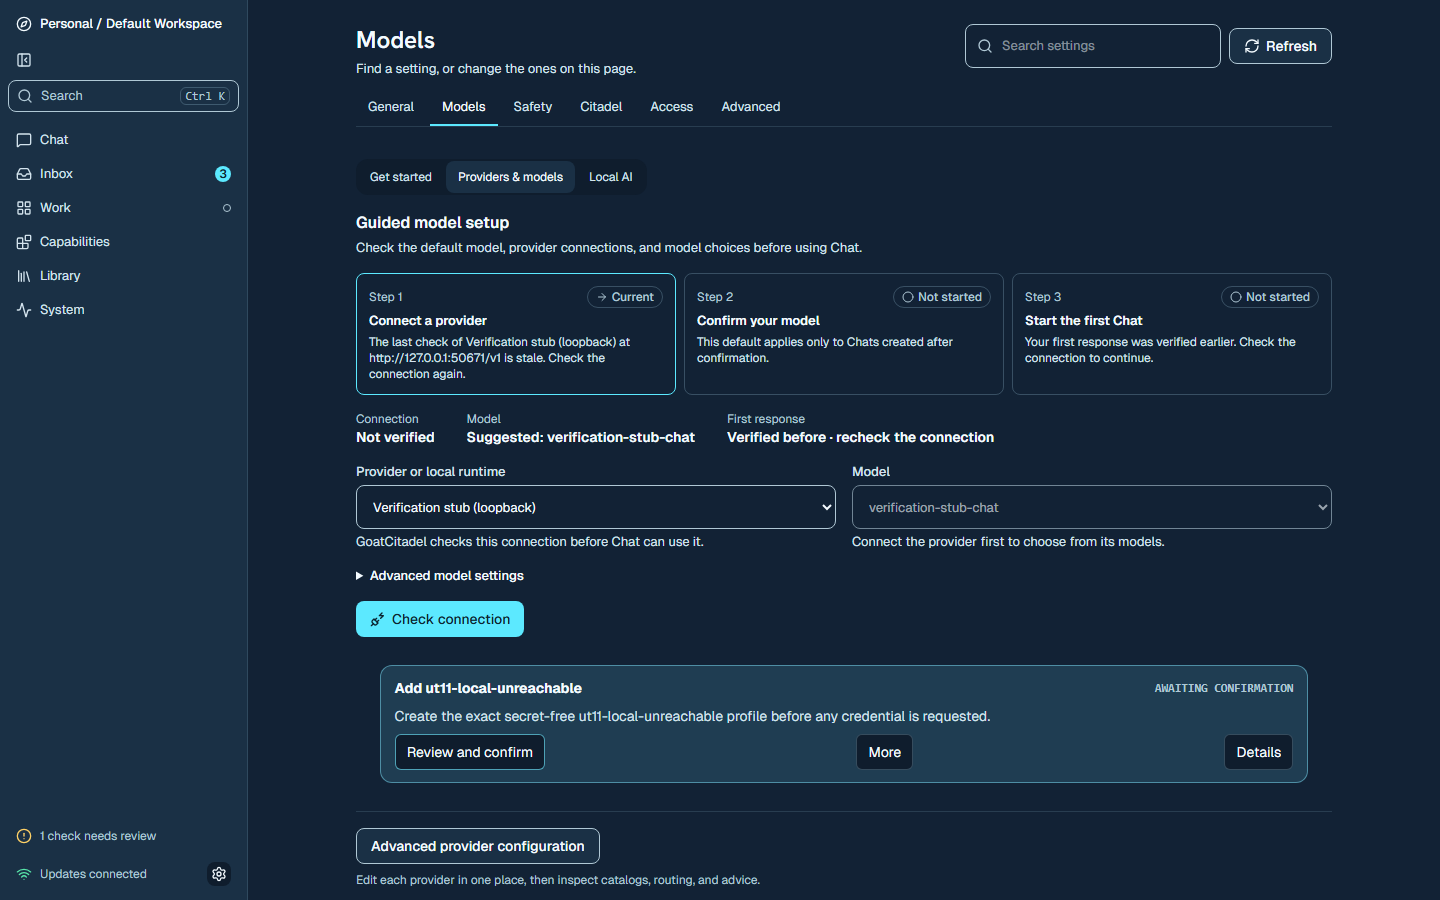 Personal / Default Workspace
Search
Ctrl K
Chat
Inbox
3
Work
Capabilities
Library
System
1 check needs review
Updates connected
Models
Find a setting, or change the ones on this page.
Search settings
Refresh
General
Models
Safety
Citadel
Access
Advanced
Get started
Providers & models
Local AI
Guided model setup
Check the default model, provider connections, and model choices before using Chat.
Step 1
Current
Connect a provider
The last check of Verification stub (loopback) at
http://127.0.0.1:50671/v1 is stale. Check the
connection again.
Step 2
Not started
Confirm your model
This default applies only to Chats created after
confirmation.
Step 3
Not started
Start the first Chat
Your first response was verified earlier. Check the
connection to continue.
Connection
Not verified
Model
Suggested: verification-stub-chat
First response
Verified before · recheck the connection
Provider or local runtime
Verification stub (loopback)
GoatCitadel checks this connection before Chat can use it.
Model
verification-stub-chat
Connect the provider first to choose from its models.
Advanced model settings
Check connection
Add ut11-local-unreachable
AWAITING CONFIRMATION
Create the exact secret-free ut11-local-unreachable profile before any credential is requested.
Review and confirm
More
Details
Advanced provider configuration
Edit each provider in one place, then inspect catalogs, routing, and advice.